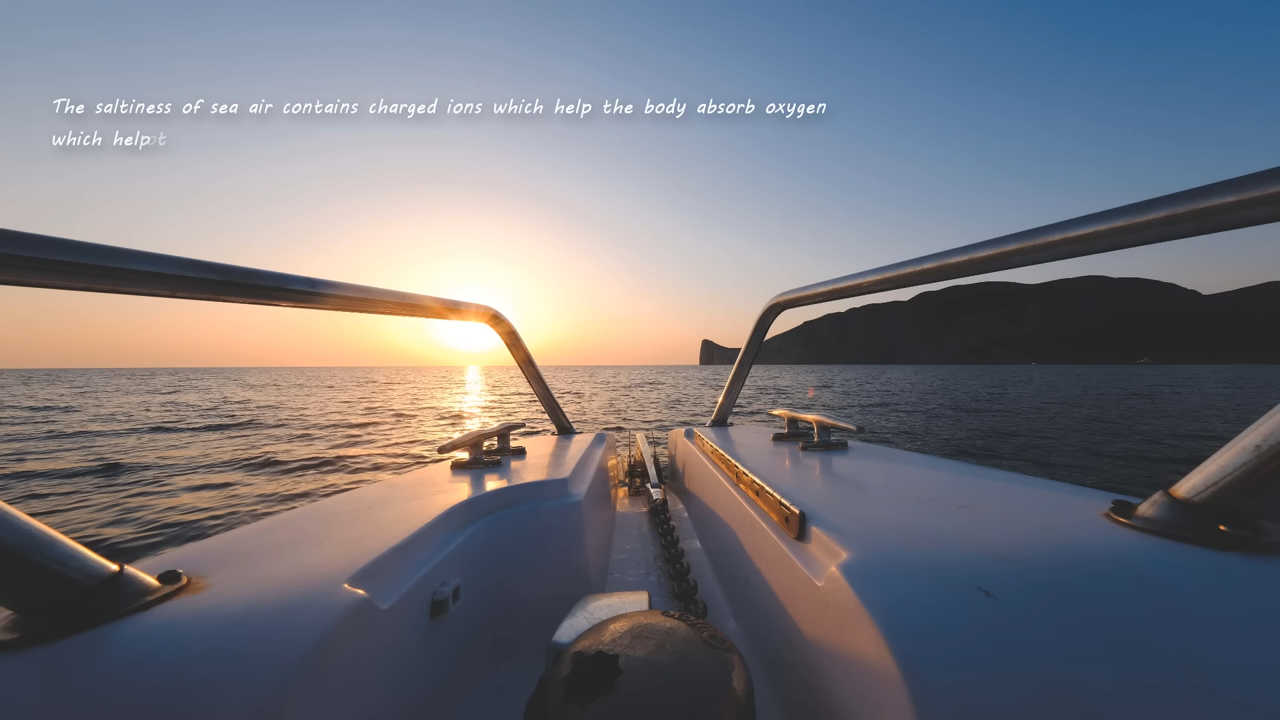 The saltiness of sea air contains charged ions which help the body absorb oxygen
which help